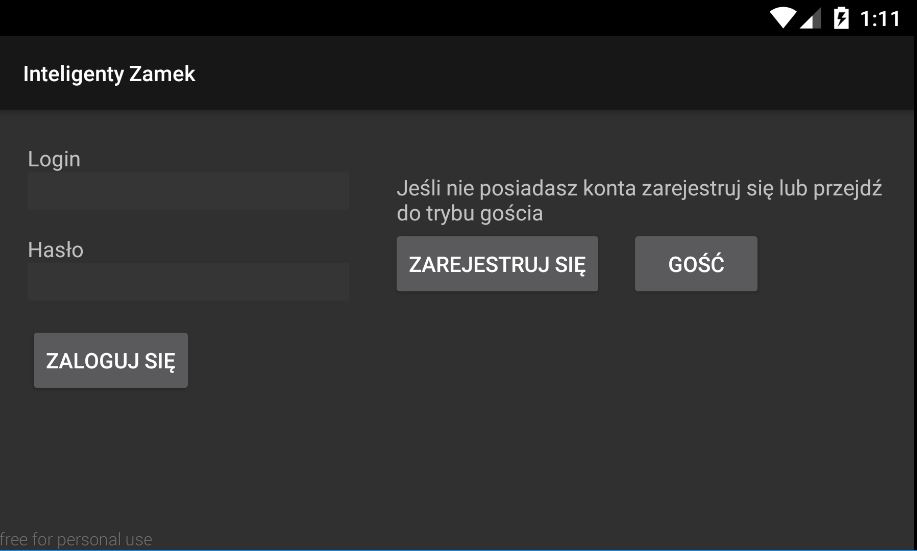 1:11
Inteligenty Zamek
Login
Hasło
ZALOGUJ SIĘ
Jeśli nie posiadasz konta zarejestruj się lub przejdź
do trybu gościa
ZAREJESTRUJ SIĘ
GOŚĆ
free for personal use